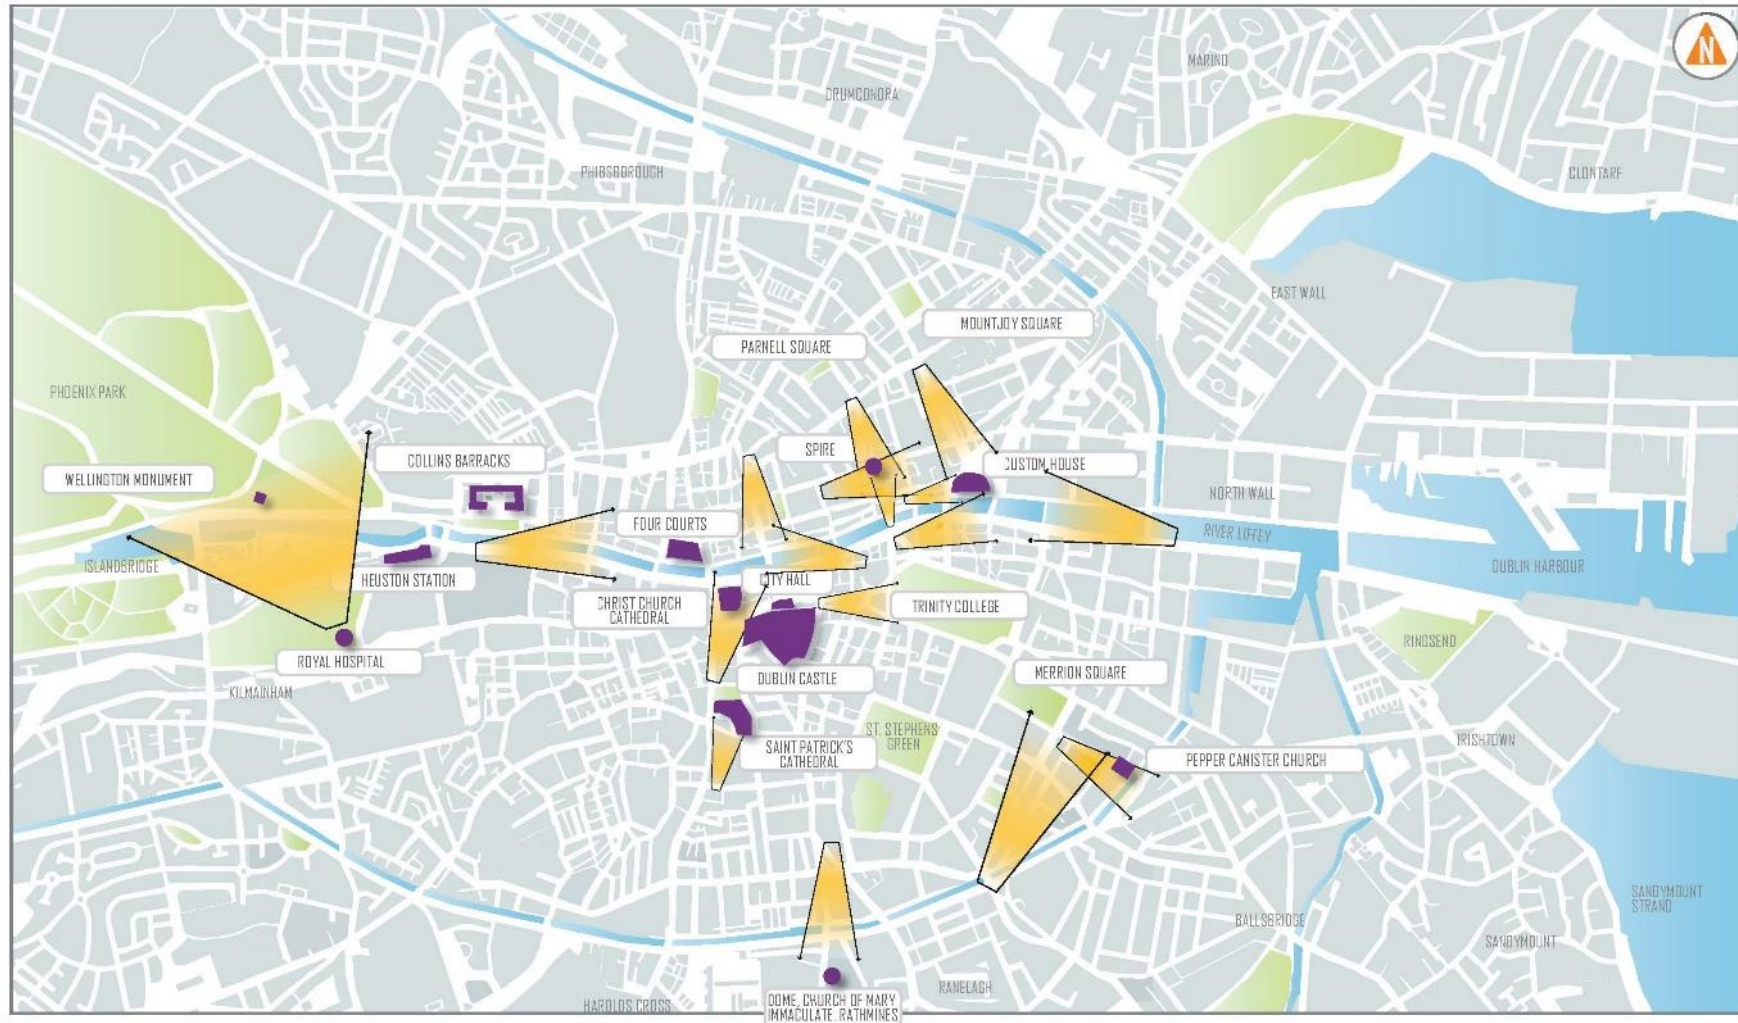 N
MARINO
DRUMCONDRA
PHIBSBOROUGH
CLONTARF
EAST WALL
MOUNTJOY SQUARE
PARNELL SQUARE
PHOENIX PARK
SPIRE
COLLINS BARRACKS
CUSTOM HOUSE
WELLINGTON MONUMENT
NORTH WALL
FOUR COURTS
RIVER LIFFEY
ISLANDBRIDGE
DUBLIN HARBOUR
HEUSTON STATION
CITY HALL
CHRIST CHURCH
CATHEDRAL
TRINITY COLLEGE
RINGSEND
ROYAL HOSPITAL
MERRION SQUARE
DUBLIN CASTLE
KILMAINHAM
ST. STEPHENS
GREEN
IRISHTOWN
SAINT PATRICK'S
CATHEDRAL
PEPPER CANISTER CHURCH
SANDYMOUNT
STRAND
BALLSBRIDGE
SANDYMOUNT
RANELAGH
HAROLDS CROSS
DOME, CHURCH OF MARY
IMMACULATE, RATHMINES